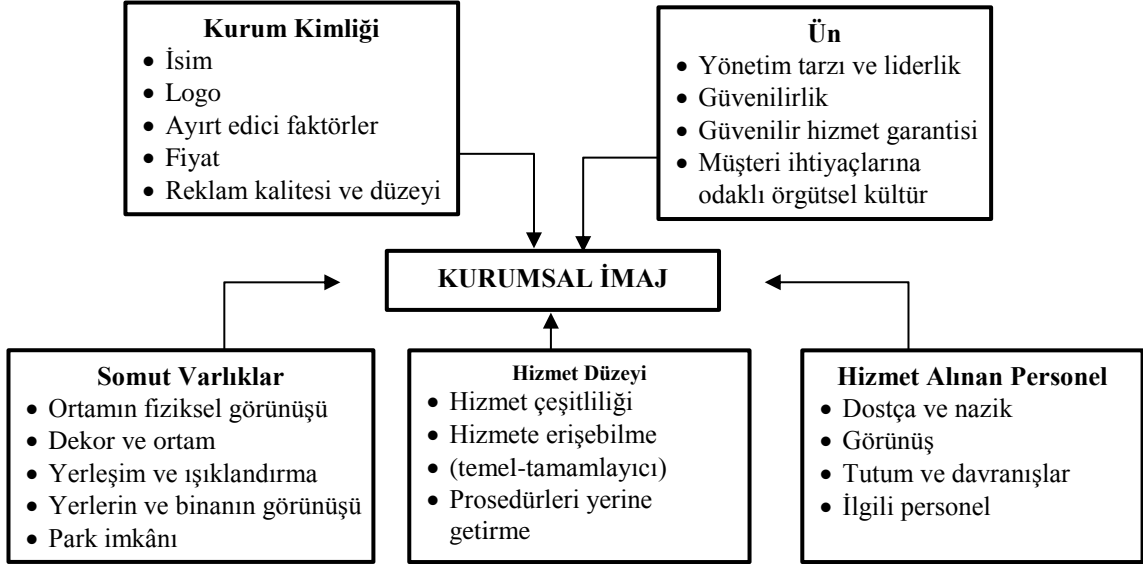 Kurum Kimliği
• İsim
• Logo
• Ayırt edici faktörler
• Fiyat
• Reklam kalitesi ve düzeyi
Ün
• Yönetim tarzı ve liderlik
• Güvenilirlik
• Güvenilir hizmet garantisi
• Müşteri ihtiyaçlarına
odaklı örgütsel kültür
KURUMSAL İMAJ
Somut Varlıklar
• Ortamın fiziksel görünüşü
• Dekor ve ortam
• Yerleşim ve ışıklandırma
• Yerlerin ve binanın görünüşü
• Park imkânı
Hizmet Düzeyi
• Hizmet çeşitliliği
• Hizmete erişebilme
• (temel-tamamlayıcı)
• Prosedürleri yerine
getirme
Hizmet Alınan Personel
• Dostça ve nazik
• Görünüş
• Tutum ve davranışlar
• İlgili personel